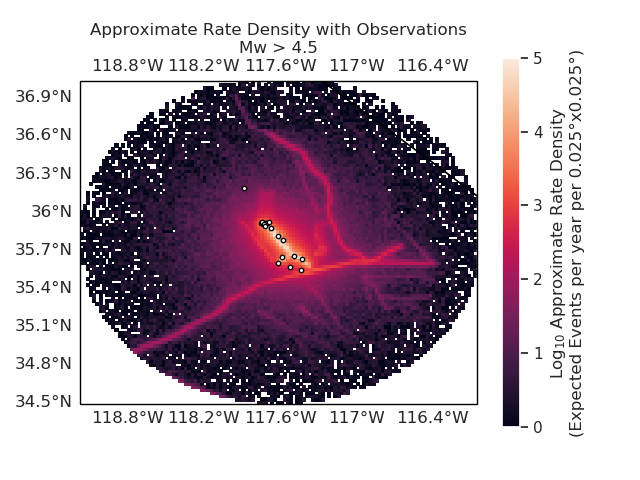 Approximate Rate Density with Observations
Mw > 4.5
118.8°W 118.2°W 117.6°W 117°W 116.4°W
36.9°N
36.6°N
36.3°N
36°N
35.7°N
35.4°N
35.1°N
34.8°N
34.5°N
118.8°W 118.2°W 117.6°W 117°W 116.4°W
5
4
3
2
1
0
Log₁₀ Approximate Rate Density
(Expected Events per year per 0.025°x0.025°)